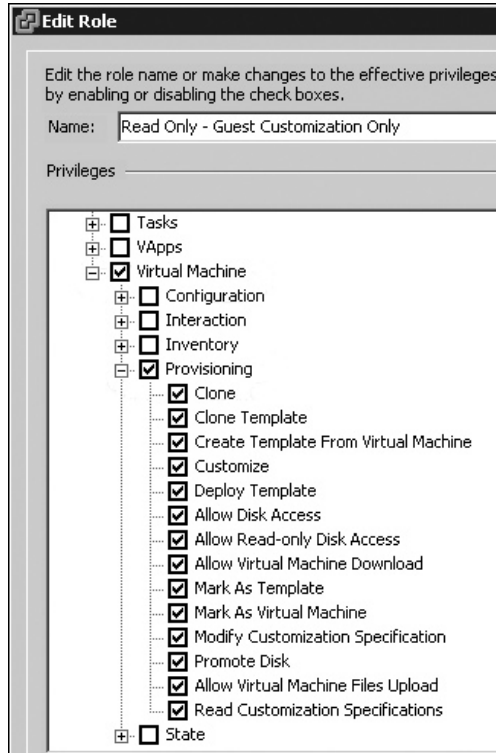 Edit Role
Edit the role name or make changes to the effective privileges
by enabling or disabling the check boxes.
Name: Read Only - Guest Customization Only
Privileges
Tasks
VApps
Virtual Machine
Configuration
Interaction
Inventory
Provisioning
Clone
Clone Template
Create Template From Virtual Machine
Customize
Deploy Template
Allow Disk Access
Allow Read-only Disk Access
Allow Virtual Machine Download
Mark As Template
Mark As Virtual Machine
Modify Customization Specification
Promote Disk
Allow Virtual Machine Files Upload
Read Customization Specifications
State